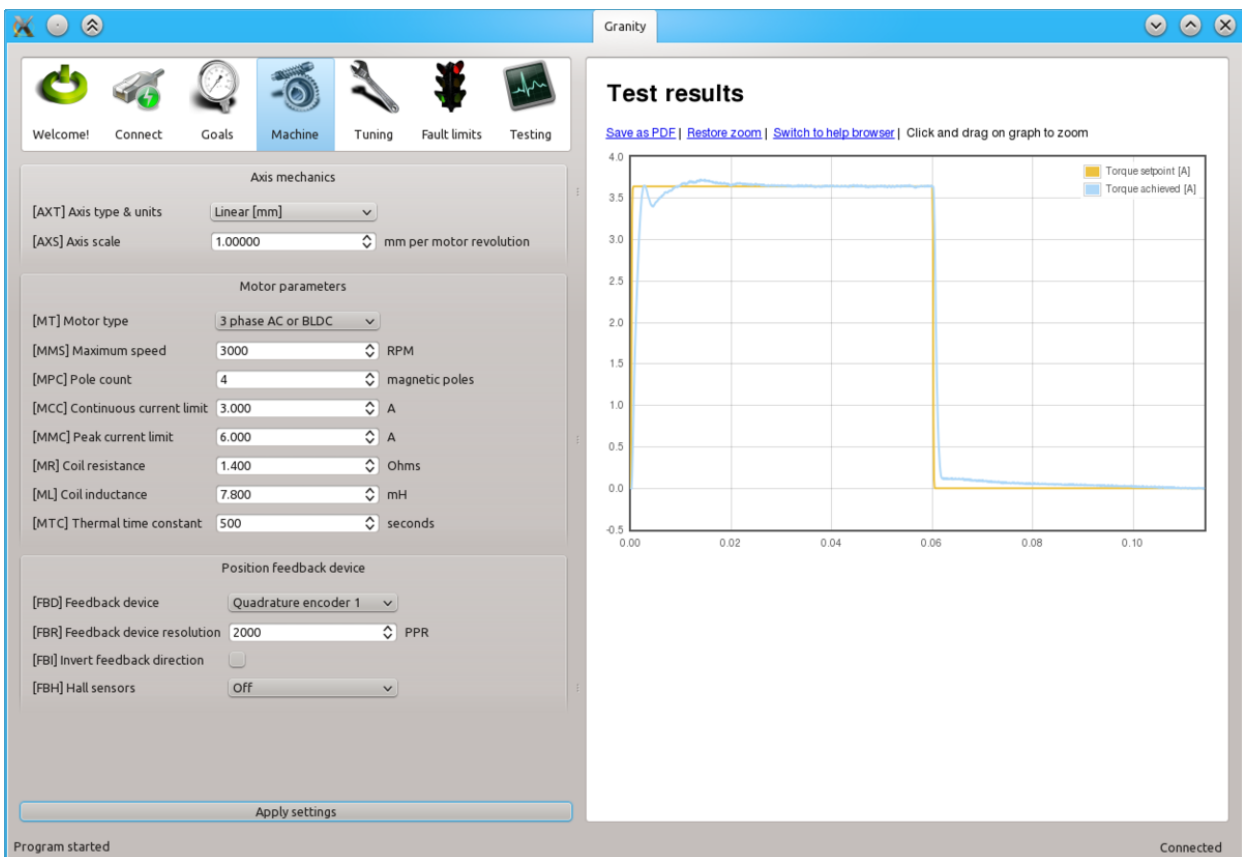 Granity
Welcome! Connect Goals Machine Tuning Fault limits Testing
Axis mechanics
[AXT] Axis type & units Linear [mm]
[AXS] Axis scale 1.00000 mm per motor revolution
Motor parameters
[MT] Motor type 3 phase AC or BLDC
[MMS] Maximum speed 3000 RPM
[MPC] Pole count 4 magnetic poles
[MCC] Continuous current limit 3.000 A
[MMC] Peak current limit 6.000 A
[MR] Coil resistance 1.400 Ohms
[ML] Coil inductance 7.800 mH
[MTC] Thermal time constant 500 seconds
Position feedback device
[FBD] Feedback device Quadrature encoder 1
[FBR] Feedback device resolution 2000 PPR
[FBI] Invert feedback direction
[FBH] Hall sensors Off
Apply settings
Test results
Save as PDF | Restore zoom | Switch to help browser | Click and drag on graph to zoom
4.0
3.5
3.0
2.5
2.0
1.5
1.0
0.5
0.0
-0.5
0.00 0.02 0.04 0.06 0.08 0.10
Torque setpoint [A]
Torque achieved [A]
Program started
Connected